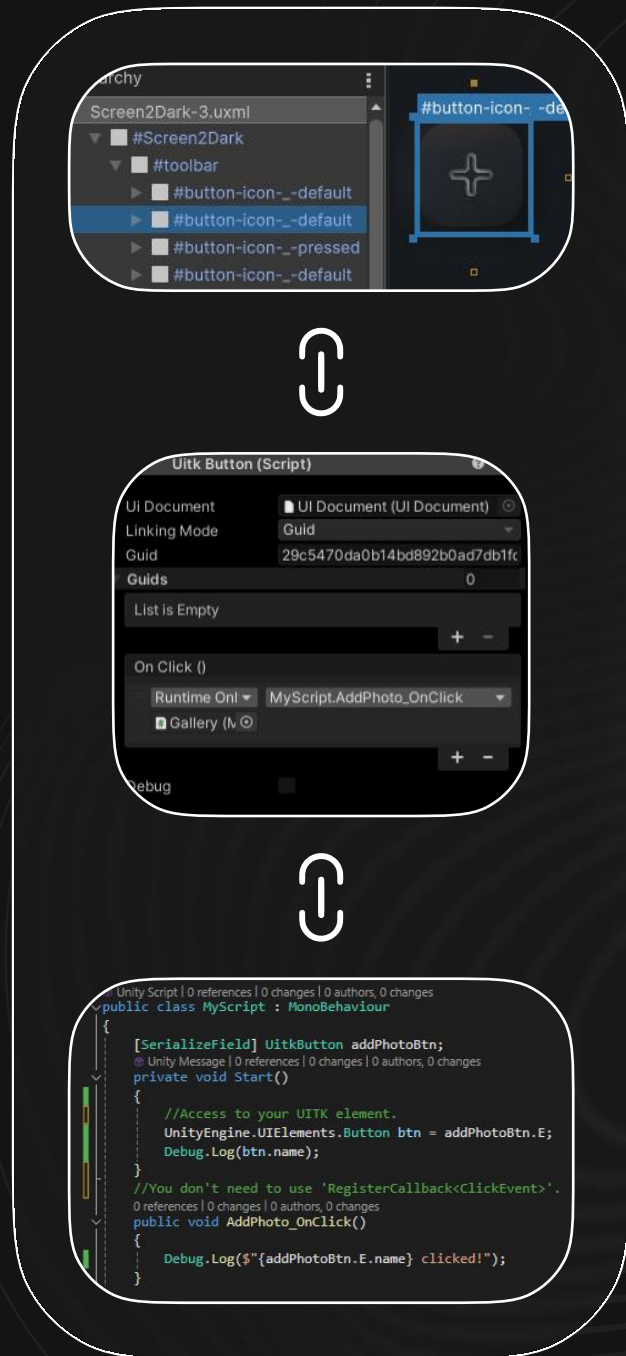 archy
Screen2Dark-3.uxml
#Screen2Dark
#toolbar
#button-icon-_-default
#button-icon-_-default
#button-icon-_-pressed
#button-icon-_-default
#button-icon-_-de
Uitk Button (Script)
Ui Document
UI Document (UI Document)
Linking Mode
Guid
Guid
29c5470da0b14bd892b0ad7db1fc
Guids
0
List is Empty
+ -
On Click ()
Runtime Onl
MyScript.AddPhoto_OnClick
Gallery (M
+ -
Debug
Unity Script | 0 references | 0 changes | 0 authors, 0 changes
public class MyScript : MonoBehaviour
{
[SerializeField] UitkButton addPhotoBtn;
Unity Message | 0 references | 0 changes | 0 authors, 0 changes
private void Start()
{
//Access to your UITK element.
UnityEngine.UIElements.Button btn = addPhotoBtn.E;
Debug.Log(btn.name);
}
//You don't need to use 'RegisterCallback<ClickEvent>'.
0 references | 0 changes | 0 authors, 0 changes
public void AddPhoto_OnClick()
{
Debug.Log($"{addPhotoBtn.E.name} clicked!");
}